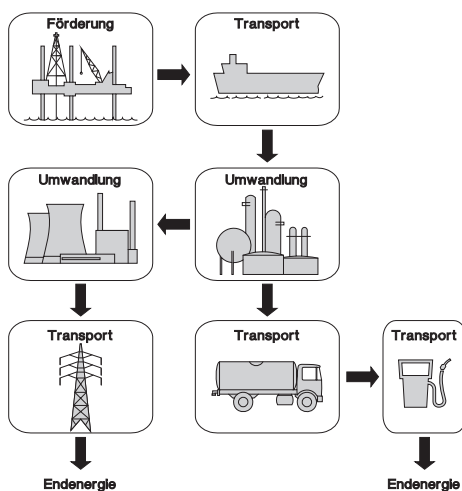 Förderung
Transport
Umwandlung
Umwandlung
Transport
Transport
Transport
Endenergie
Endenergie